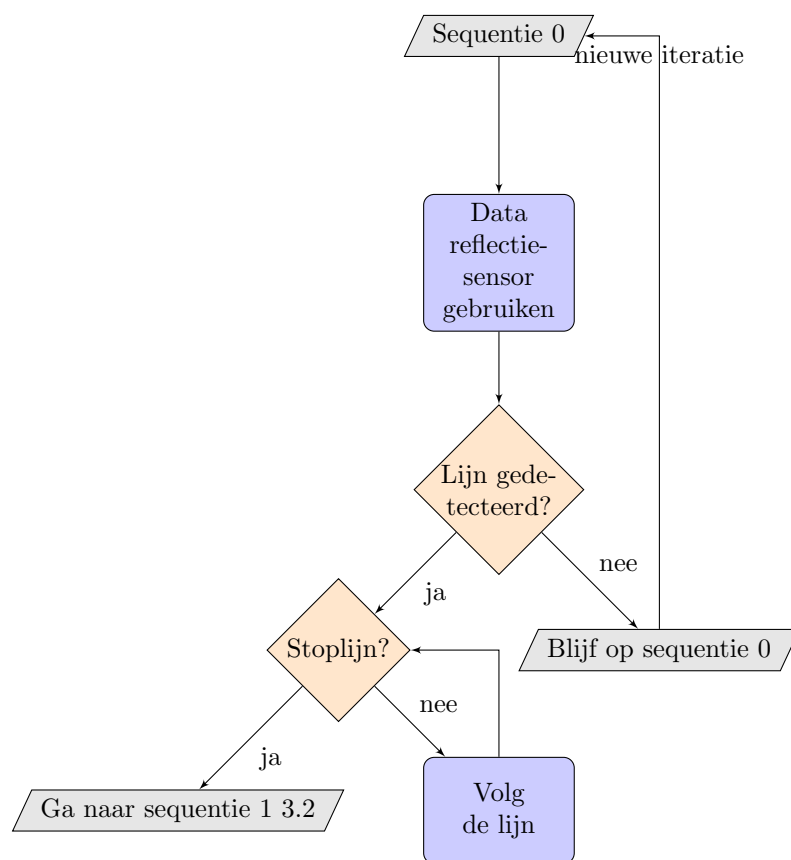 Sequentie 0
nieuwe iteratie
Data
reflectie-
sensor
gebruiken
Lijn gede-
tecteerd?
nee
ja
Stoplijn?
Blijf op sequentie 0
nee
ja
Ga naar sequentie 1 3.2
Volg
de lijn